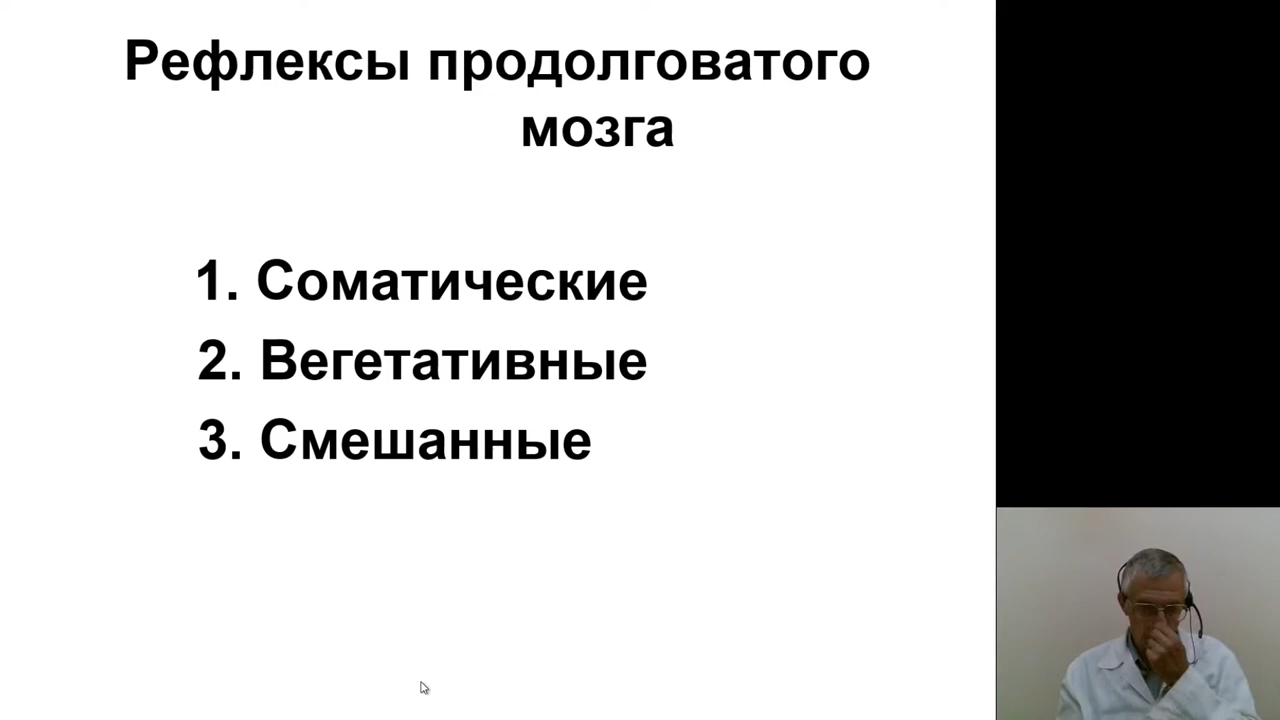 Рефлексы продолговатого
мозга
1. Соматические
2. Вегетативные
3. Смешанные